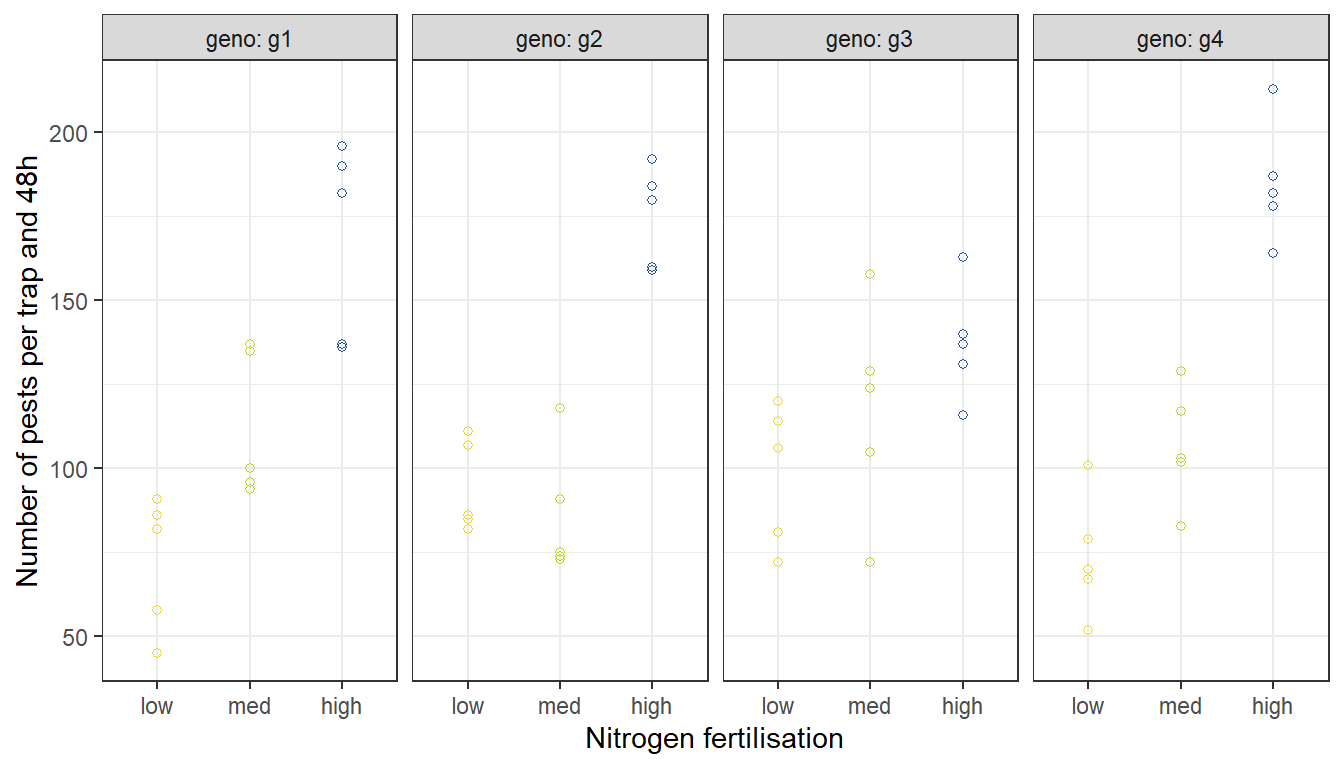 geno: g1
geno: g2
geno: g3
geno: g4
Number of pests per trap and 48h
200
150
100
50
low med high
low med high
low med high
low med high
Nitrogen fertilisation